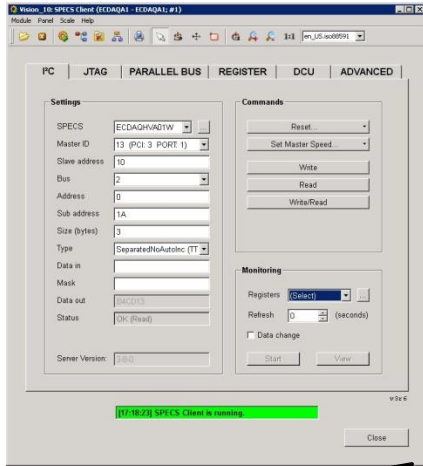 Vision_10: SPECS Client (ECDAQA1 - ECDAQA1; #1)
Module Panel Scale Help
1:1 en_US.iso88591
I²C JTAG PARALLEL BUS REGISTER DCU ADVANCED
Settings
SPECS ECDAQHVA01W ...
Master ID 13 (PCI: 3 PORT: 1)
Slave address 10
Bus 2
Address 0
Sub address 1A
Size (bytes) 3
Type SeparatedNoAutoInc (TT
Data in
Mask
Data out
Status OK (Read)
Server Version:
Commands
Reset...
Set Master Speed...
Write
Read
Write/Read
Monitoring
Registers (Select) ...
Refresh 0 (seconds)
Data change
Start View
v3r6
[17:18:23] SPECS Client is running.
Close